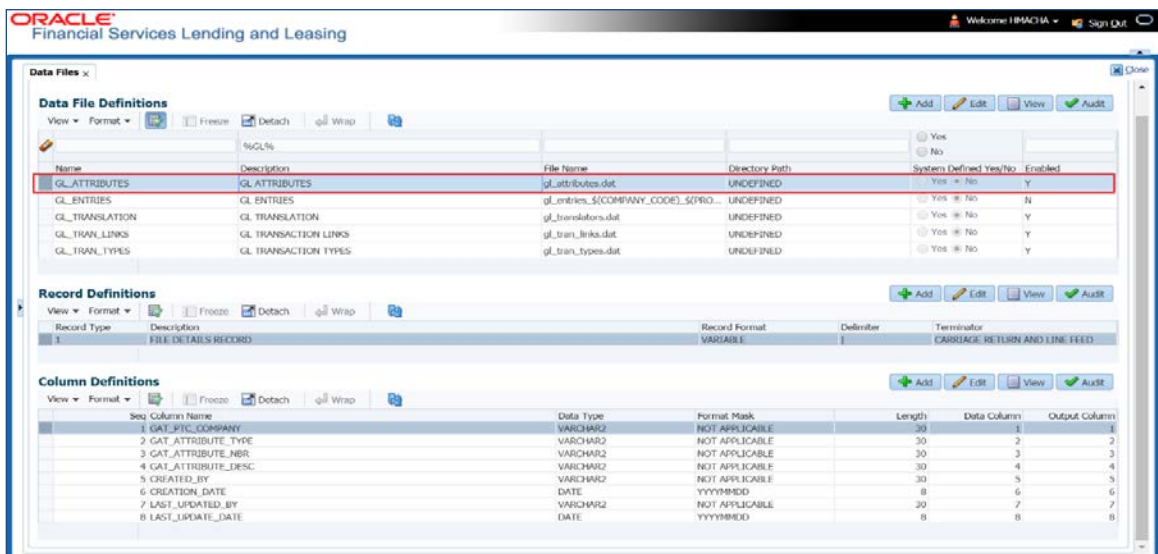 ORACLE
Financial Services Lending and Leasing
Welcome HMACHA Sign Out
Data Files x
Close
Data File Definitions
Add Edit View Audit
View Format Freeze Detach Wrap
%GL%
Yes
No
Name Description File Name Directory Path System Defined Yes/No Enabled
GL_ATTRIBUTES GL ATTRIBUTES gl_attributes.dat UNDEFINED Yes No Y
GL_ENTRIES GL ENTRIES gl_entries_$(COMPANY_CODE)_$(PRO... UNDEFINED Yes No N
GL_TRANSLATION GL TRANSLATION gl_translators.dat UNDEFINED Yes No Y
GL_TRAN_LINKS GL TRANSACTION LINKS gl_tran_links.dat UNDEFINED Yes No Y
GL_TRAN_TYPES GL TRANSACTION TYPES gl_tran_types.dat UNDEFINED Yes No Y
Record Definitions
Add Edit View Audit
View Format Freeze Detach Wrap
Record Type Description Record Format Delimiter Terminator
1 FILE DETAILS RECORD VARIABLE | CARRIAGE RETURN AND LINE FEED
Column Definitions
Add Edit View Audit
View Format Freeze Detach Wrap
Seq Column Name Data Type Format Mask Length Data Column Output Column
1 GAT_PTC_COMPANY VARCHAR2 NOT APPLICABLE 30 1 1
2 GAT_ATTRIBUTE_TYPE VARCHAR2 NOT APPLICABLE 30 2 2
3 GAT_ATTRIBUTE_NBR VARCHAR2 NOT APPLICABLE 30 3 3
4 GAT_ATTRIBUTE_DESC VARCHAR2 NOT APPLICABLE 30 4 4
5 CREATED_BY VARCHAR2 NOT APPLICABLE 30 5 5
6 CREATION_DATE DATE YYYYMMDD 8 6 6
7 LAST_UPDATED_BY VARCHAR2 NOT APPLICABLE 30 7 7
8 LAST_UPDATE_DATE DATE YYYYMMDD 8 8 8